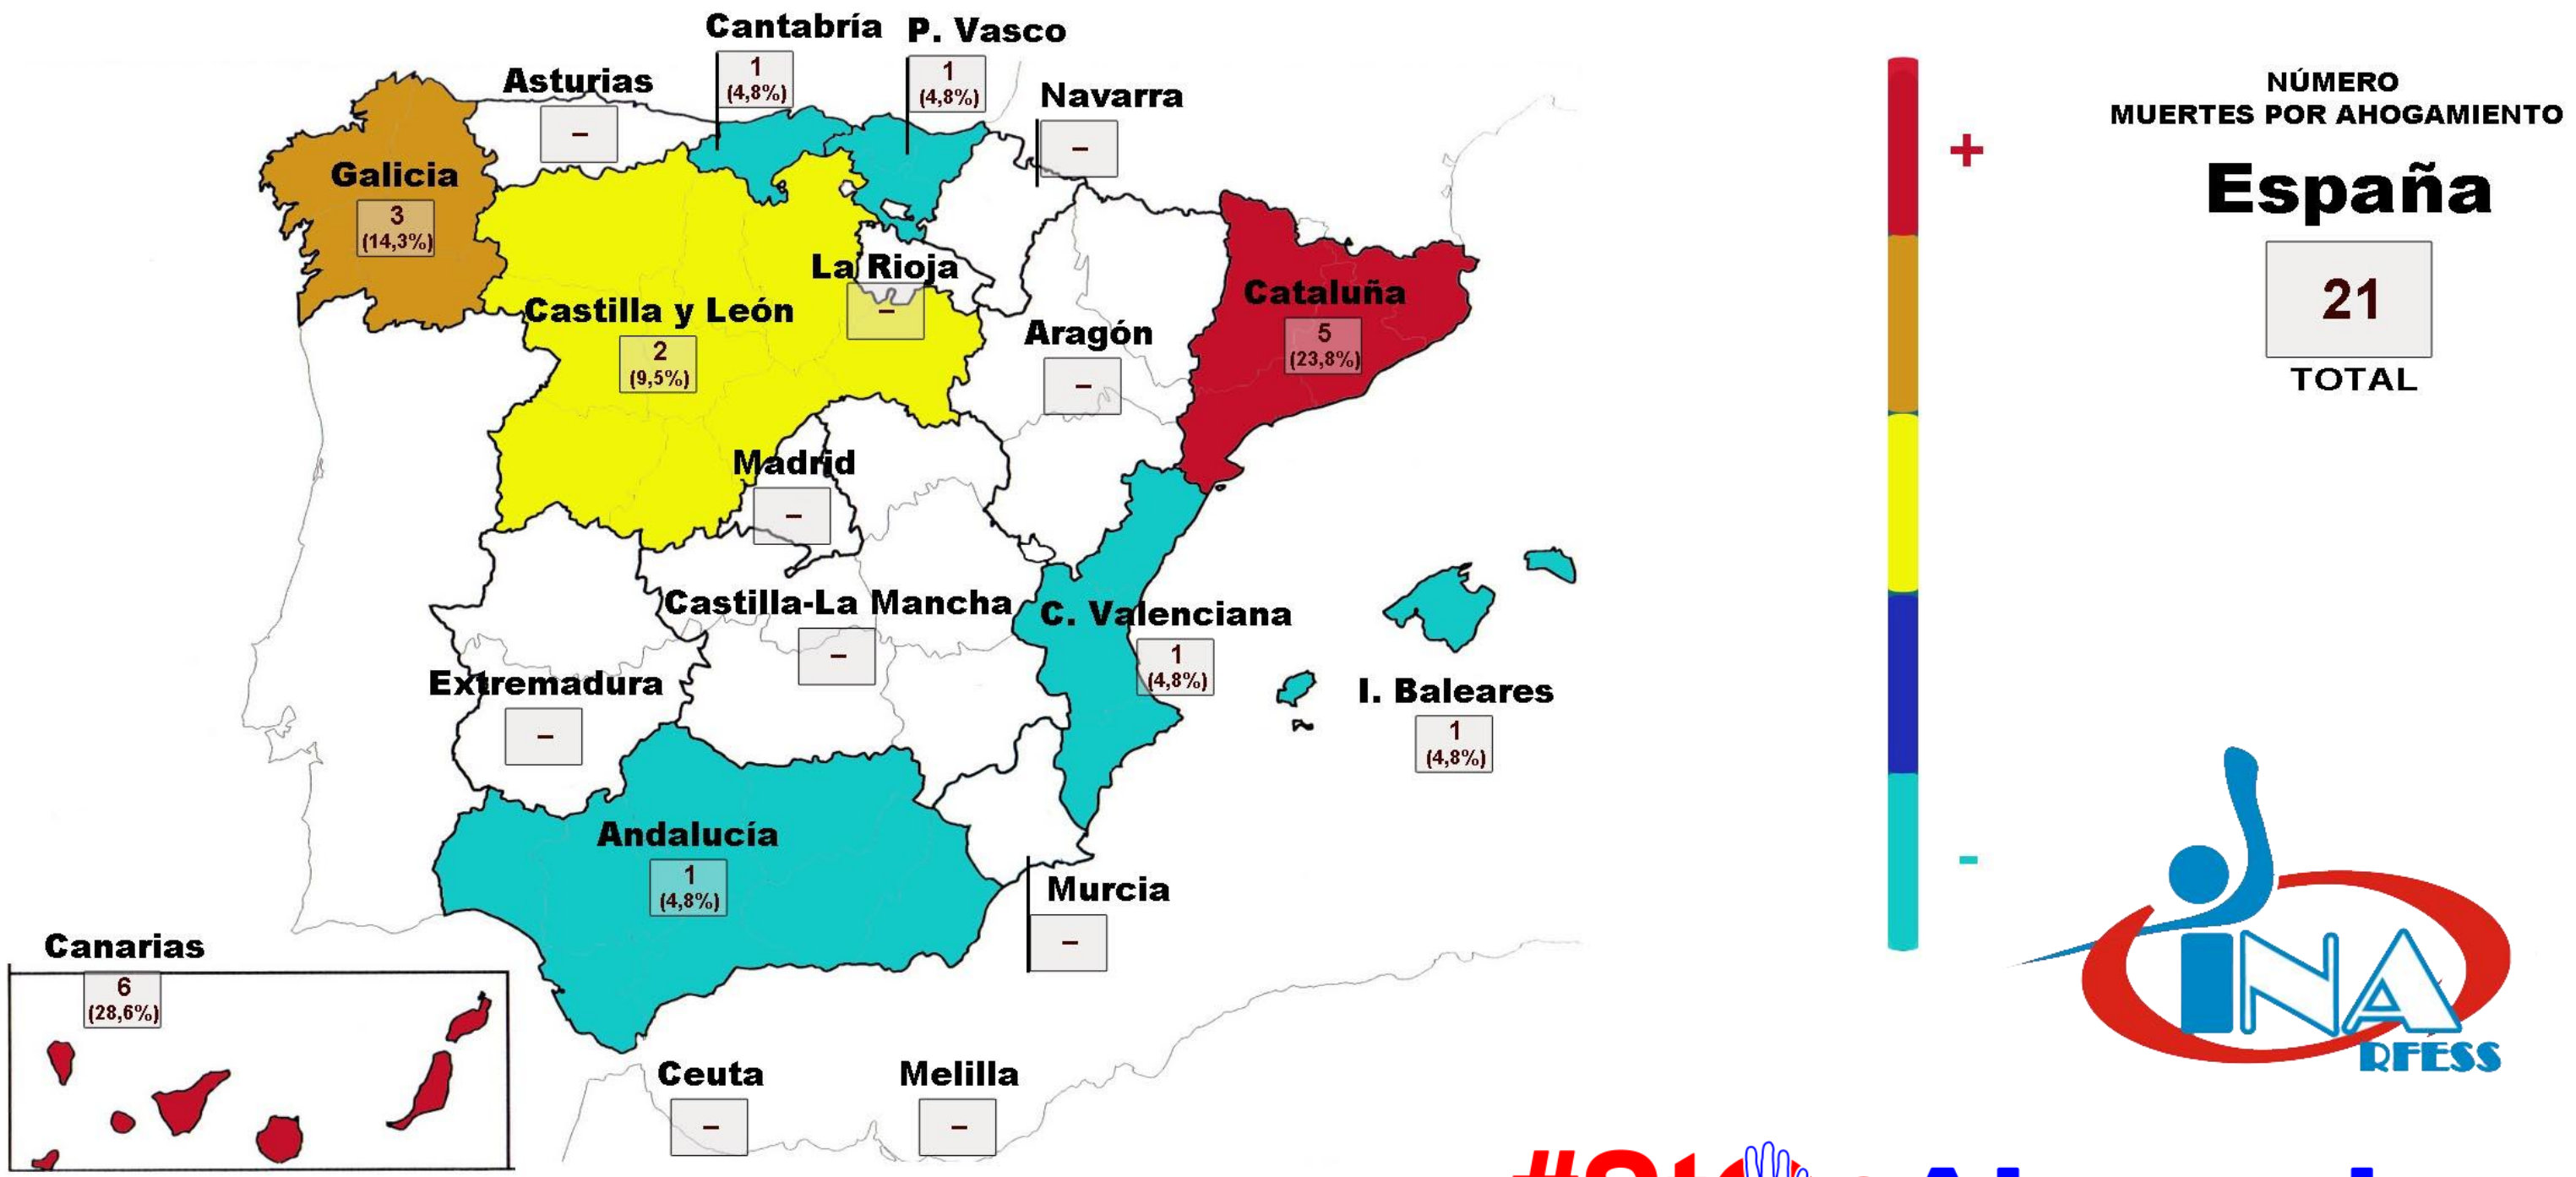 Cantabría
1
(4,8%)
P. Vasco
1
(4,8%)
Asturias
–
Navarra
–
Galicia
3
(14,3%)
La Rioja
–
Castilla y León
2
(9,5%)
Cataluña
5
(23,8%)
Aragón
–
Madrid
–
Castilla-La Mancha
–
C. Valenciana
1
(4,8%)
Extremadura
–
I. Baleares
1
(4,8%)
Andalucía
1
(4,8%)
Murcia
–
Canarias
6
(28,6%)
Ceuta
–
Melilla
–
+
-
NÚMERO
MUERTES POR AHOGAMIENTO
España
21
TOTAL
INA
RFESS